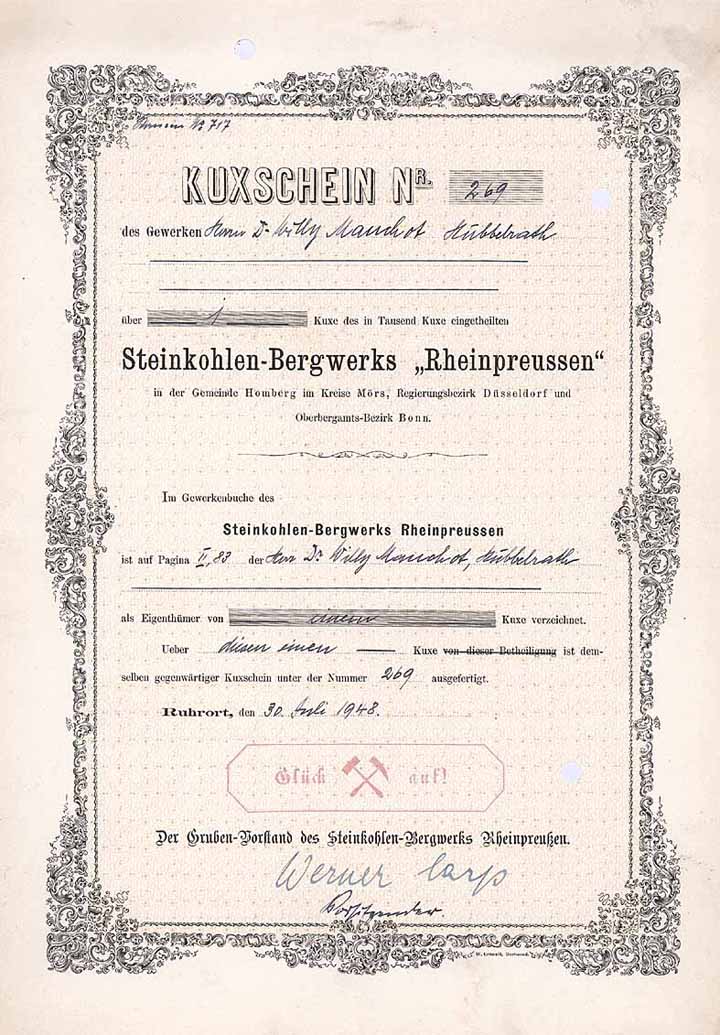 Nº 717
KUXSCHEIN NR. 269
des Gewerken Herrn Dr Willy Manchot Hubbelrath
über 1 Kuxe des in Tausend Kuxe eingetheilten
Steinkohlen-Bergwerks „Rheinpreussen“
in der Gemeinde Homberg im Kreise Mörs, Regierungsbezirk Düsseldorf und
Oberbergamts-Bezirk Bonn.
Im Gewerkenbuche des
Steinkohlen-Bergwerks Rheinpreussen
ist auf Pagina II, 83 der Herr Dr Willy Manchot, Hubbelrath
als Eigenthümer von einem Kuxe verzeichnet.
Ueber diesen einen Kuxe von dieser Betheiligung ist dem-
selben gegenwärtiger Kuxschein unter der Nummer 269 ausgefertigt.
Ruhrort, den 30. Juli 1948.
Glück auf!
Der Gruben-Vorstand des Steinkohlen-Bergwerks Rheinpreußen.
Werner Carp
Vorsitzender.